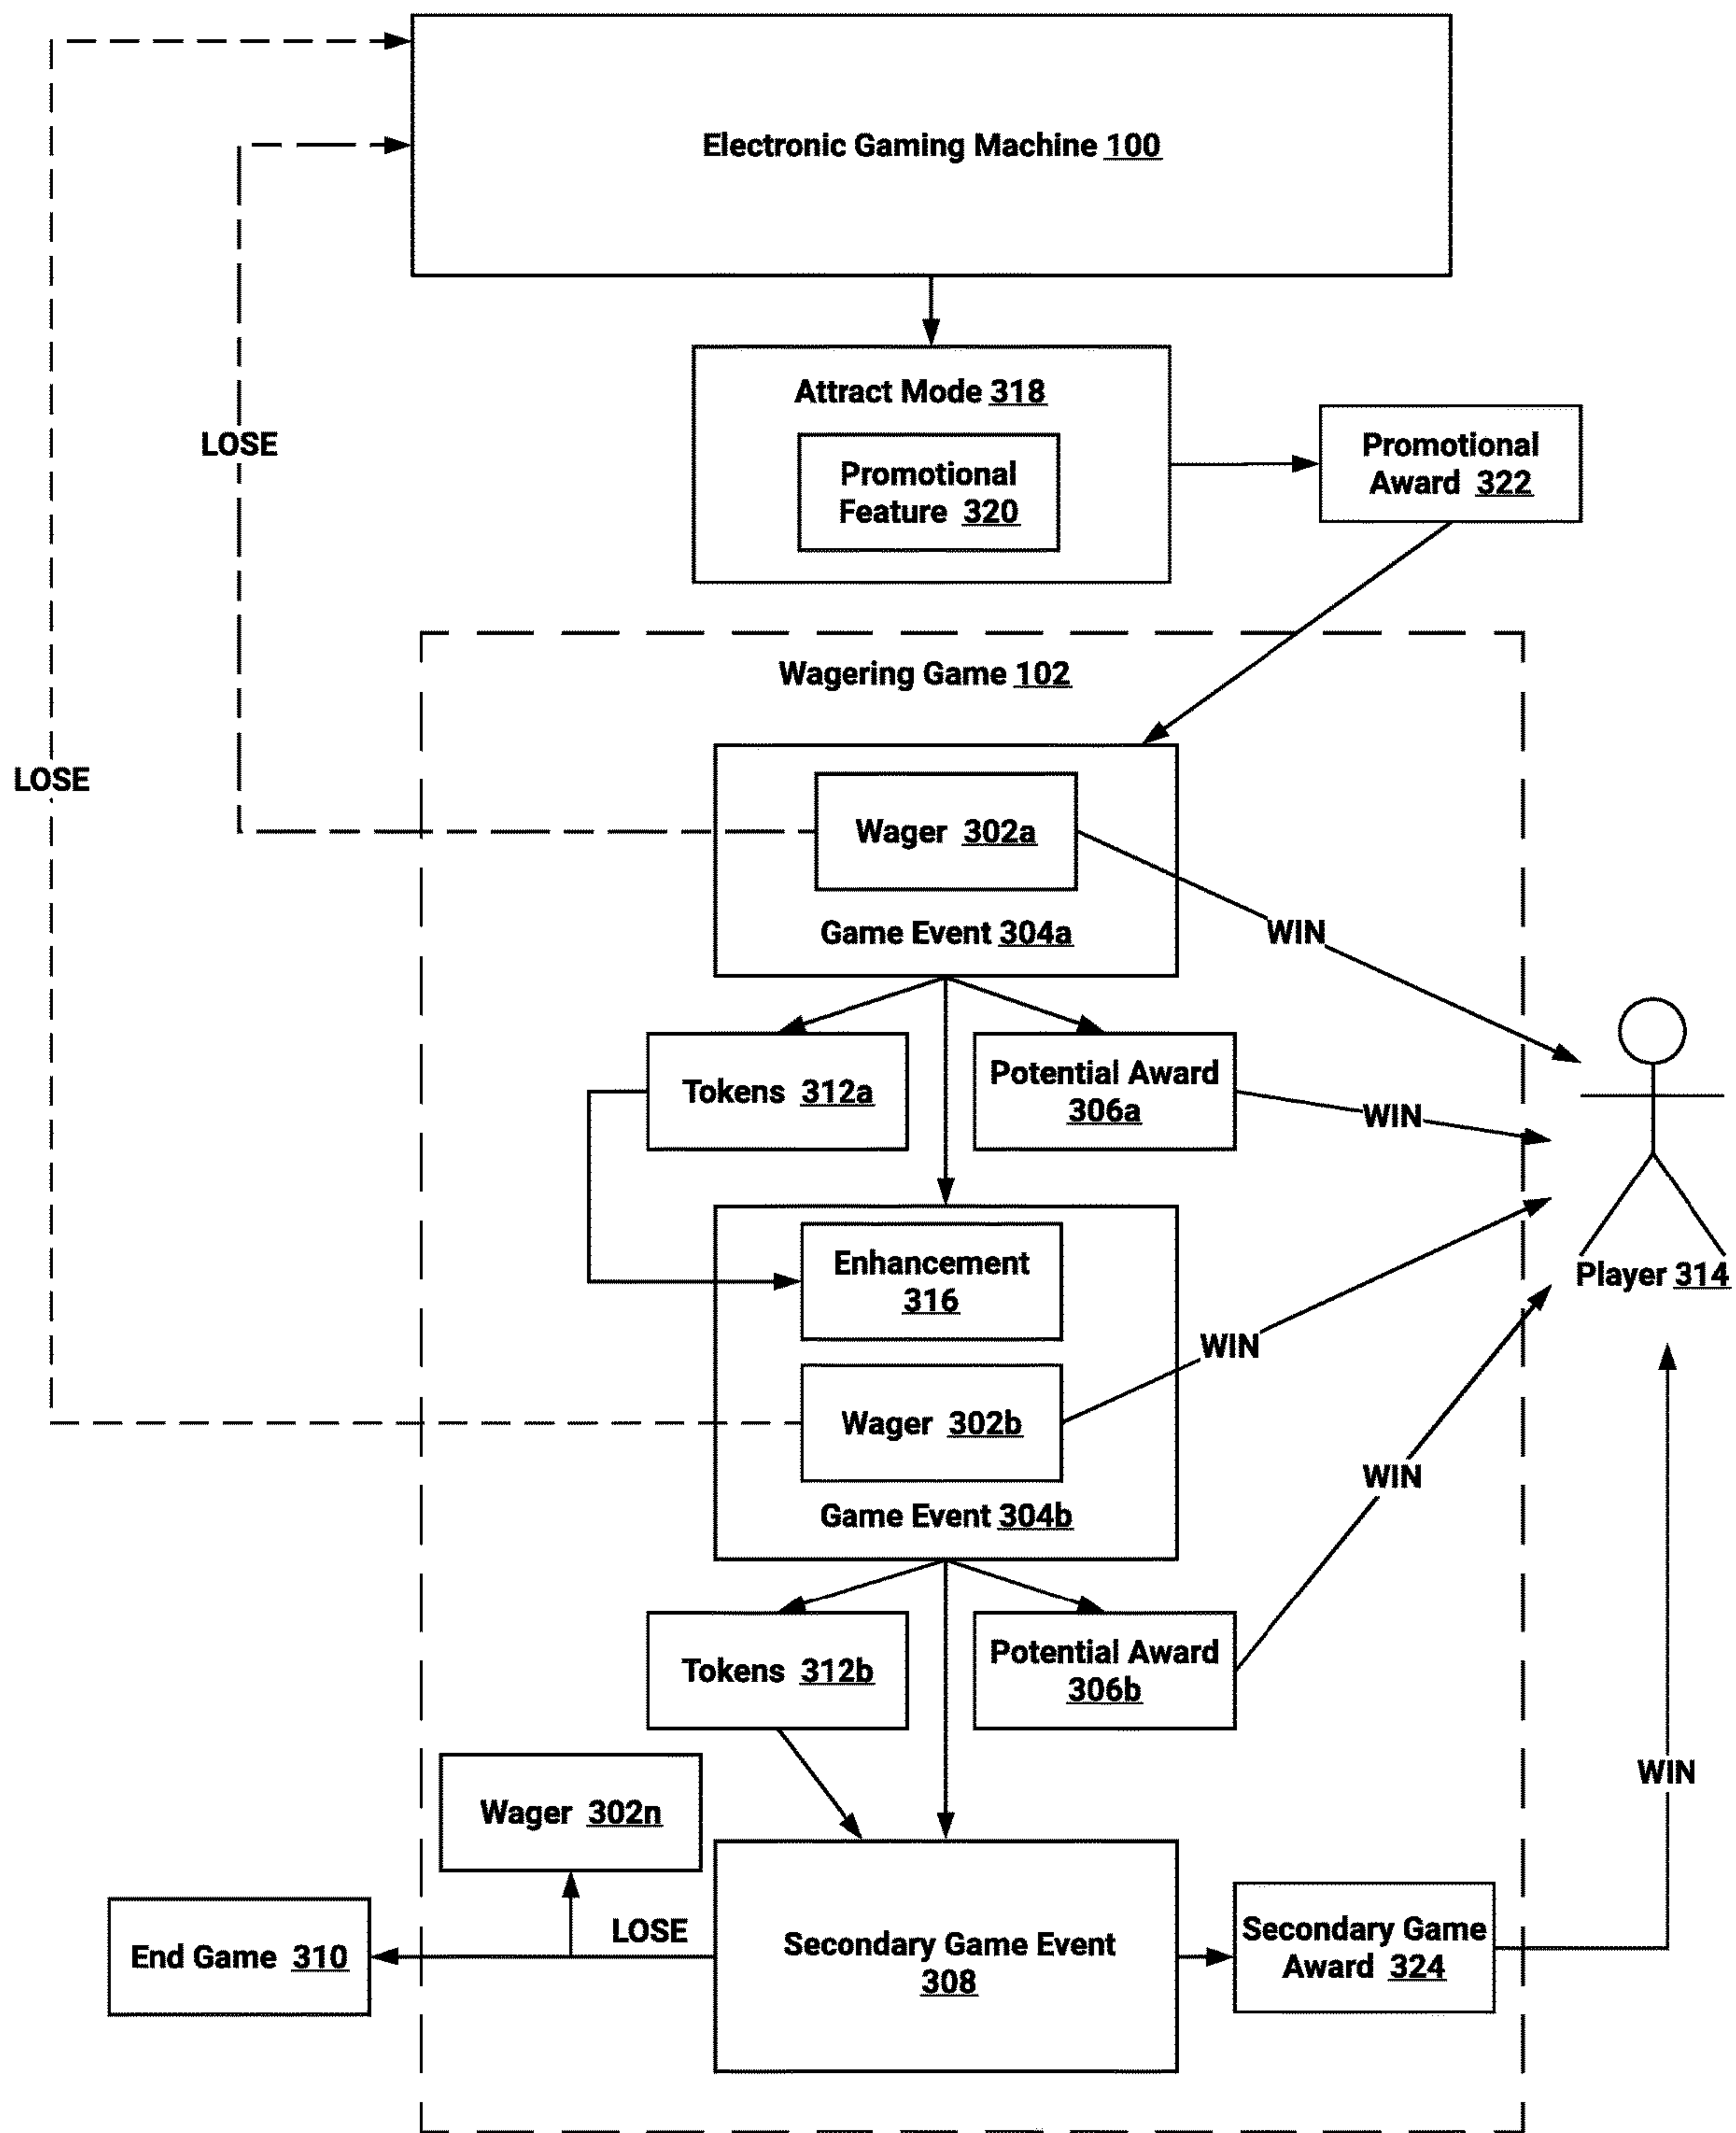 Electronic Gaming Machine 100
Attract Mode 318
Promotional
Feature 320
Promotional
Award 322
LOSE
Wagering Game 102
LOSE
Wager 302a
Game Event 304a
WIN
Tokens 312a
Potential Award
306a
WIN
Enhancement
316
Player 314
WIN
Wager 302b
Game Event 304b
WIN
Tokens 312b
Potential Award
306b
WIN
Wager 302n
LOSE
End Game 310
Secondary Game Event
308
Secondary Game
Award 324